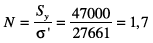 N = S_y / σ' = 47000 / 27661 = 1,7